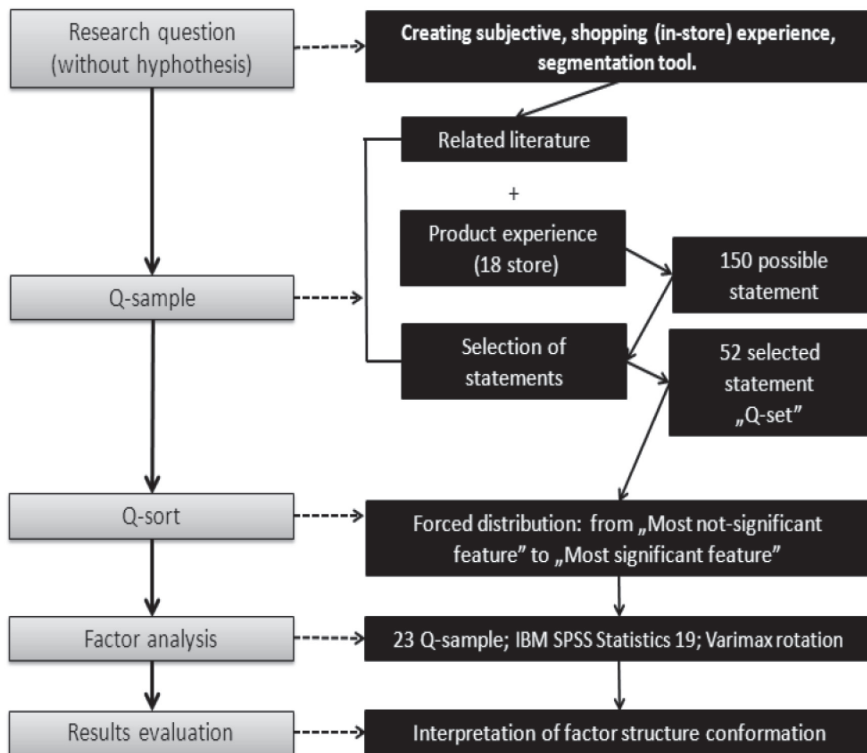 Research question
(without hyphothesis)
Creating subjective, shopping (in-store) experience,
segmentation tool.
Related literature
+
Product experience
(18 store)
150 possible
statement
Q-sample
Selection of
statements
52 selected
statement
„Q-set”
Q-sort
Forced distribution: from „Most not-significant
feature” to „Most significant feature”
Factor analysis
23 Q-sample; IBM SPSS Statistics 19; Varimax rotation
Results evaluation
Interpretation of factor structure conformation